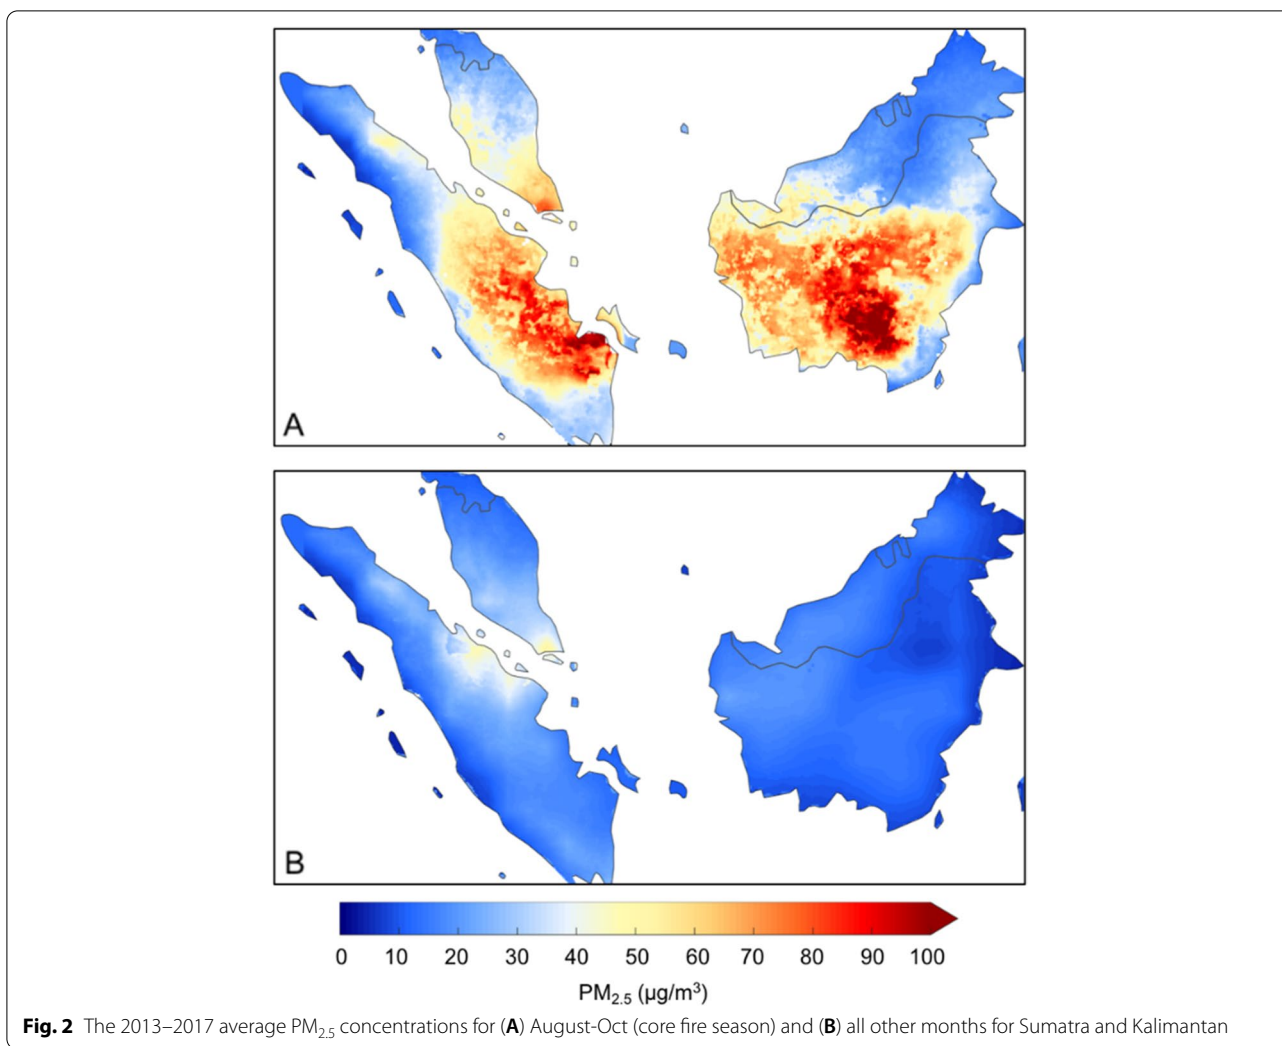 A
B
0 10 20 30 40 50 60 70 80 90 100
PM2.5 (μg/m³)
Fig. 2 The 2013–2017 average PM2.5 concentrations for (A) August-Oct (core fire season) and (B) all other months for Sumatra and Kalimantan